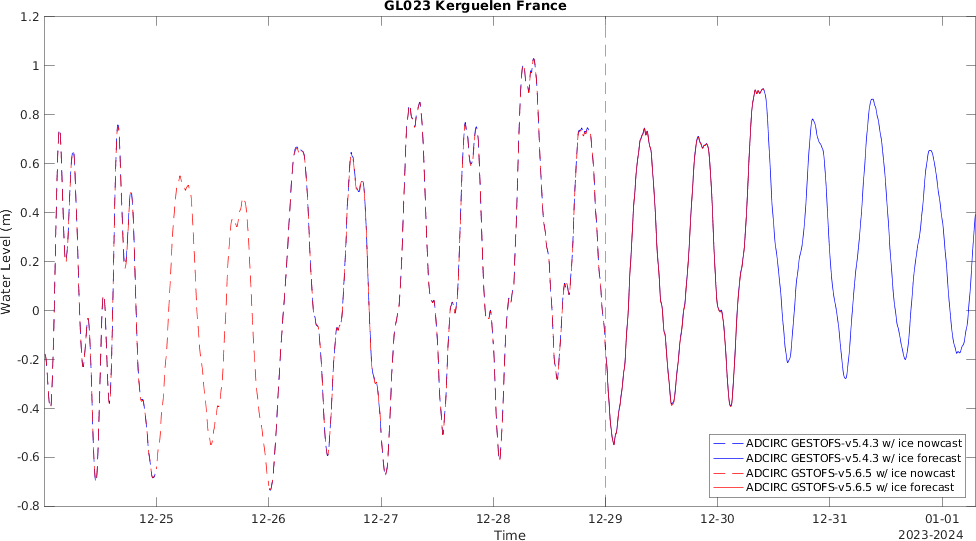 GL023 Kerguelen France
1.2
1
0.8
0.6
0.4
0.2
0
-0.2
-0.4
-0.6
-0.8
Water Level (m)
12-25 12-26 12-27 12-28 12-29 12-30 12-31 01-01
Time
2023-2024
ADCIRC GESTOFS-v5.4.3 w/ ice nowcast
ADCIRC GESTOFS-v5.4.3 w/ ice forecast
ADCIRC GSTOFS-v5.6.5 w/ ice nowcast
ADCIRC GSTOFS-v5.6.5 w/ ice forecast